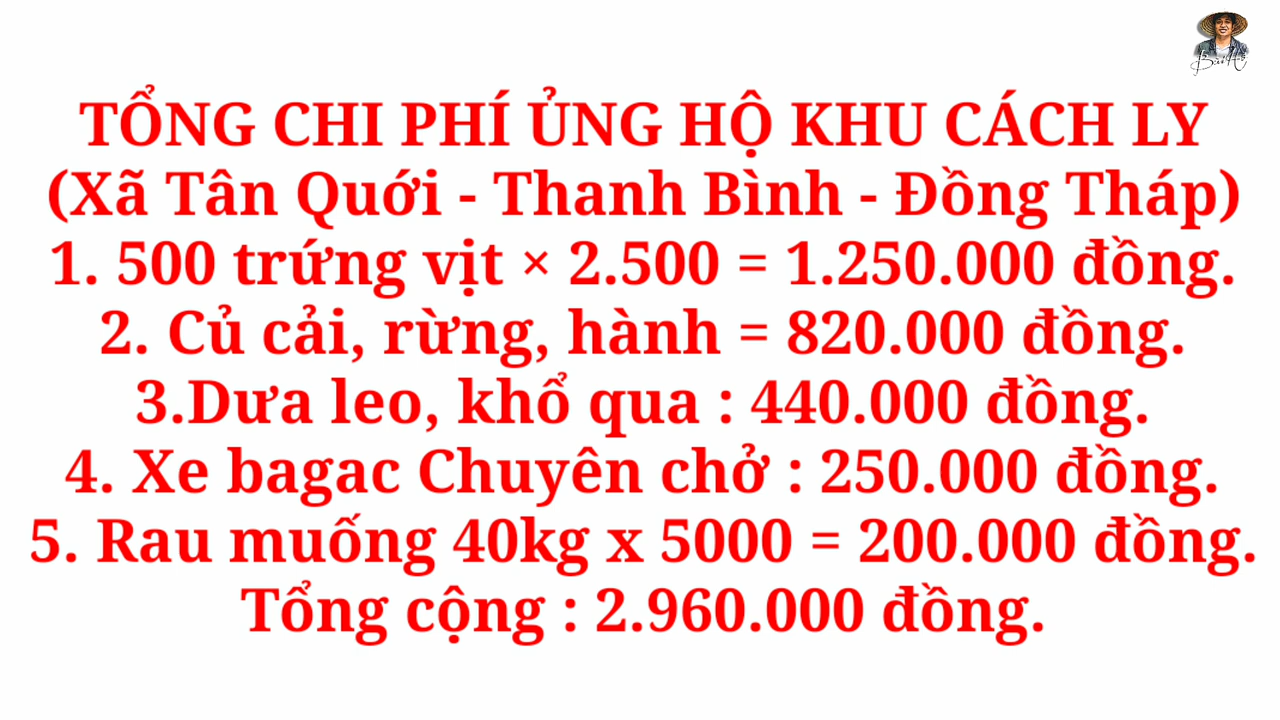 TỔNG CHI PHÍ ỦNG HỘ KHU CÁCH LY
(Xã Tân Quới - Thanh Bình - Đồng Tháp)
1. 500 trứng vịt × 2.500 = 1.250.000 đồng.
2. Củ cải, rừng, hành = 820.000 đồng.
3.Dưa leo, khổ qua : 440.000 đồng.
4. Xe bagac Chuyên chở : 250.000 đồng.
5. Rau muống 40kg x 5000 = 200.000 đồng.
Tổng cộng : 2.960.000 đồng.